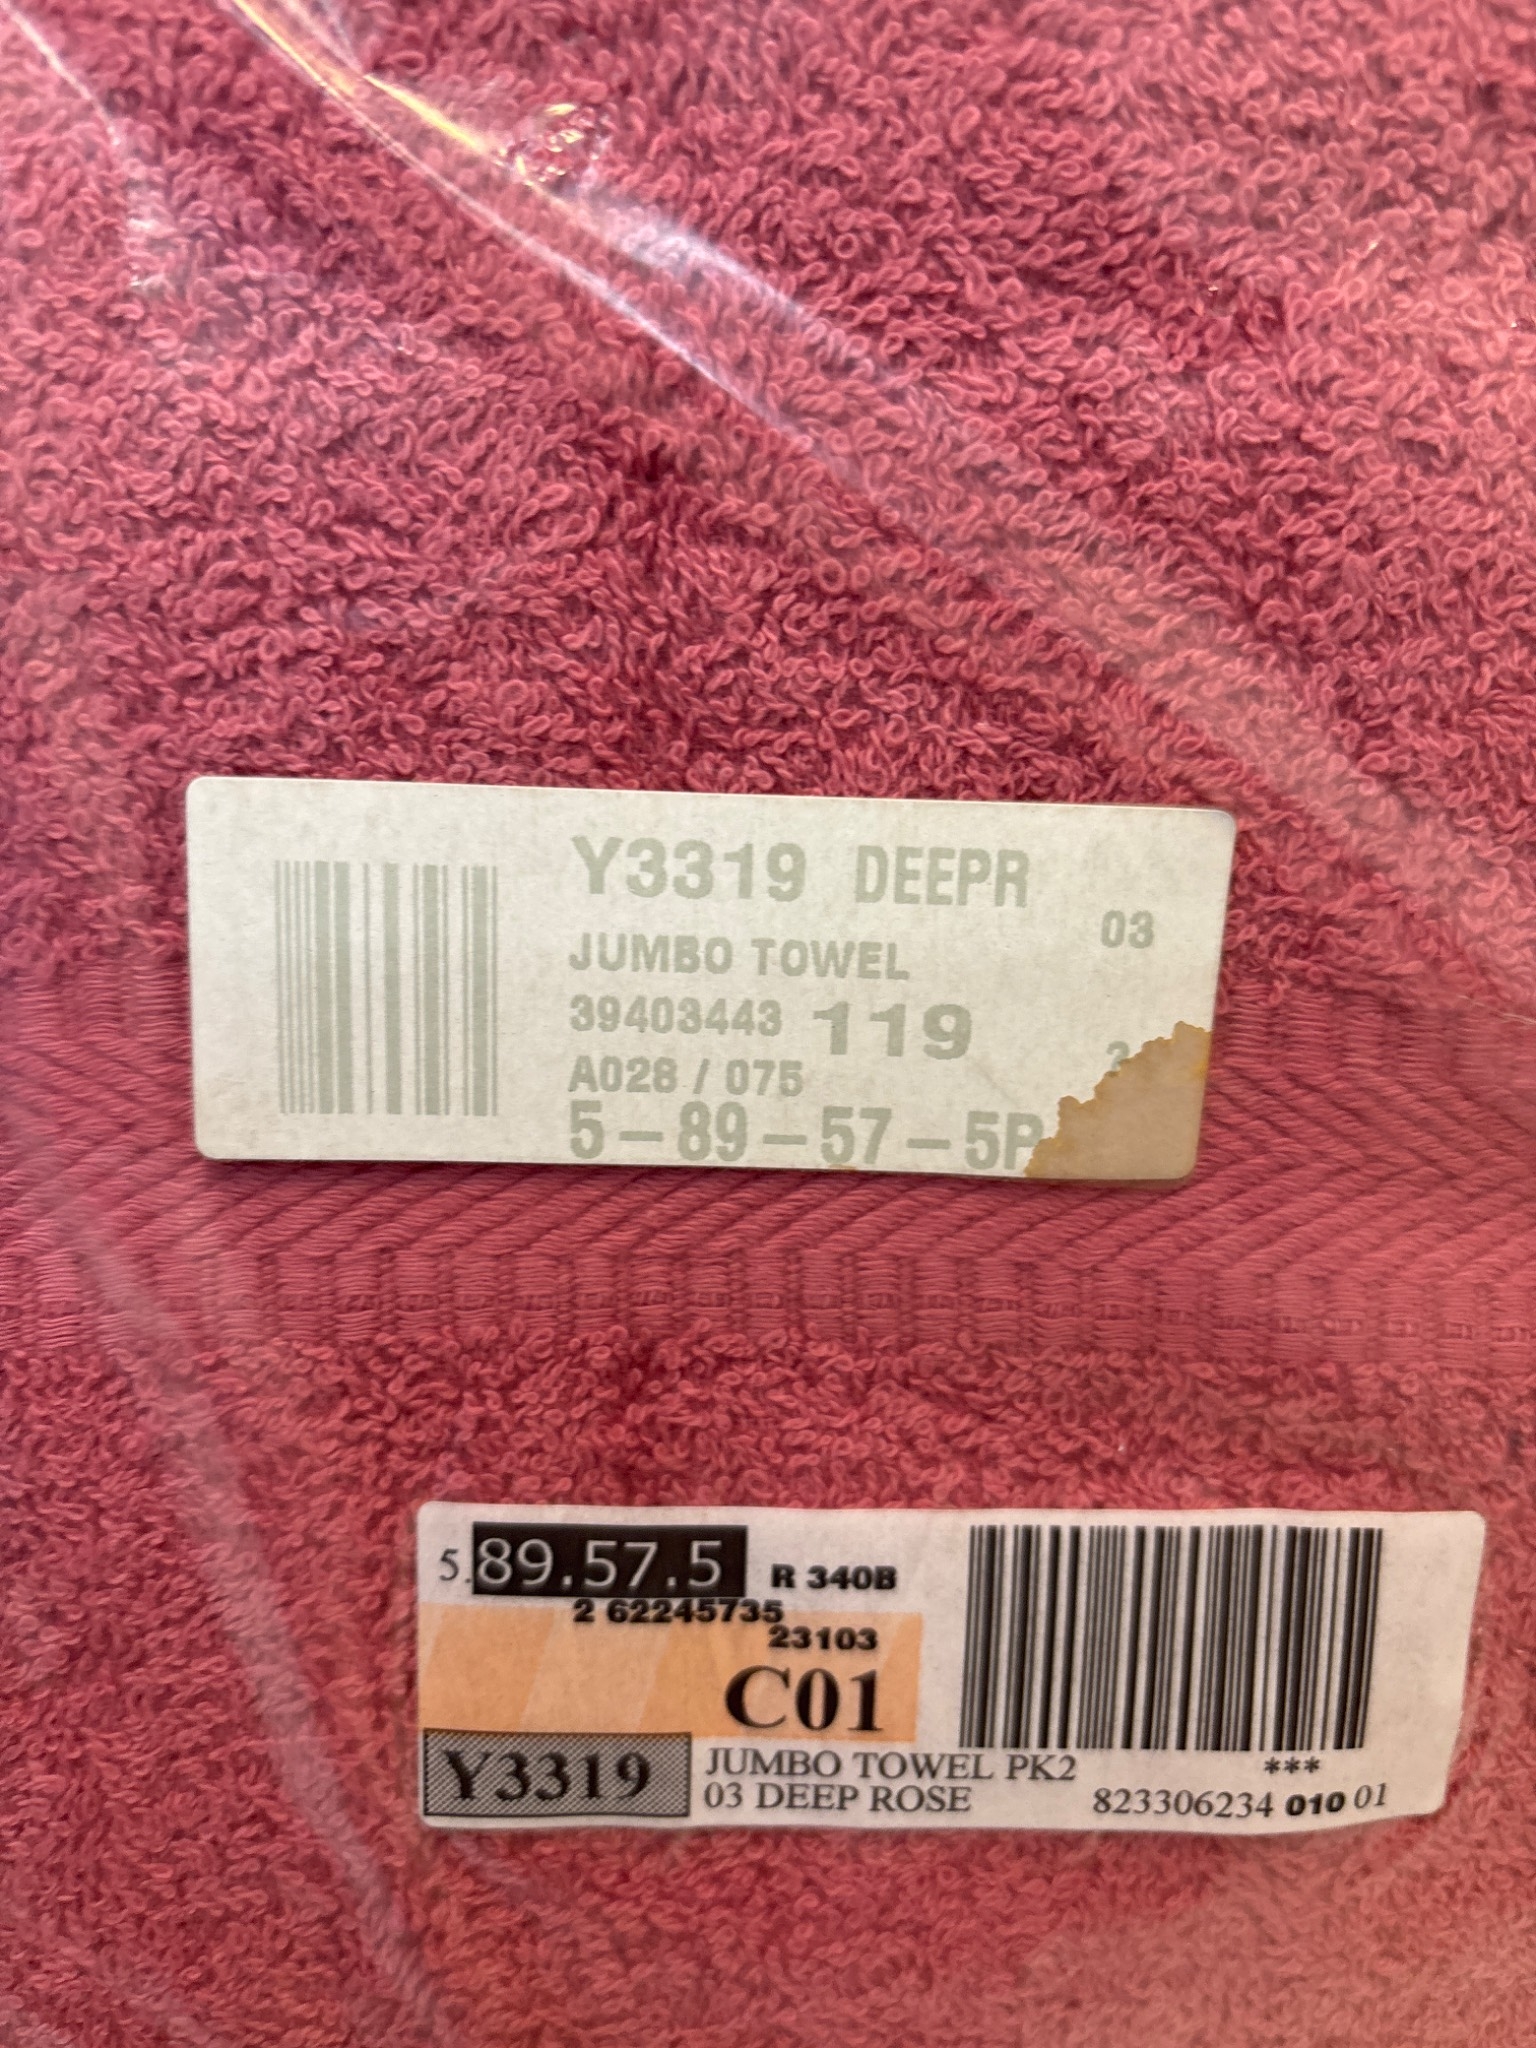 Y3319 DEEPR
03
JUMBO TOWEL
39403443 119
A028 / 075
5-89-57-5P
5.89.57.5 R 340B
2 62245735
23103
C01
Y3319
JUMBO TOWEL PK2 ***
03 DEEP ROSE 823306234 010 01